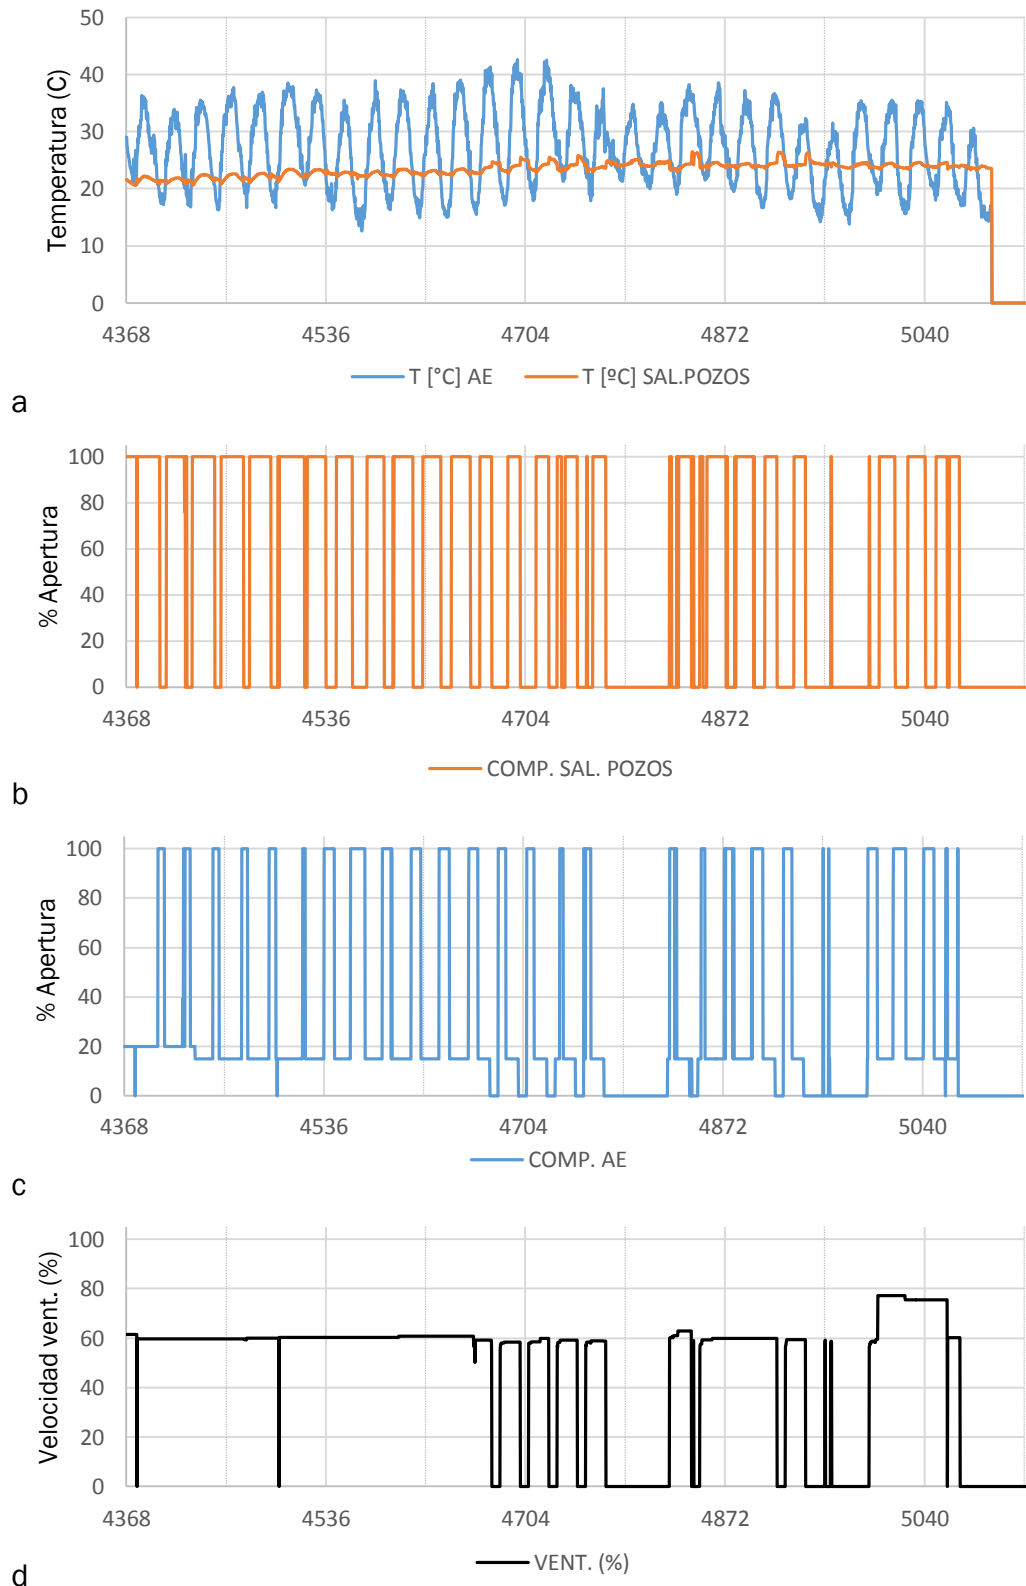 50
40
30
20
10
0
Temperatura (C)
4368 4536 4704 4872 5040
T [°C] AE T [ºC] SAL.POZOS
a
100
80
60
40
20
0
% Apertura
4368 4536 4704 4872 5040
COMP. SAL. POZOS
b
100
80
60
40
20
0
% Apertura
4368 4536 4704 4872 5040
COMP. AE
c
100
80
60
40
20
0
Velocidad vent. (%)
4368 4536 4704 4872 5040
VENT. (%)
d